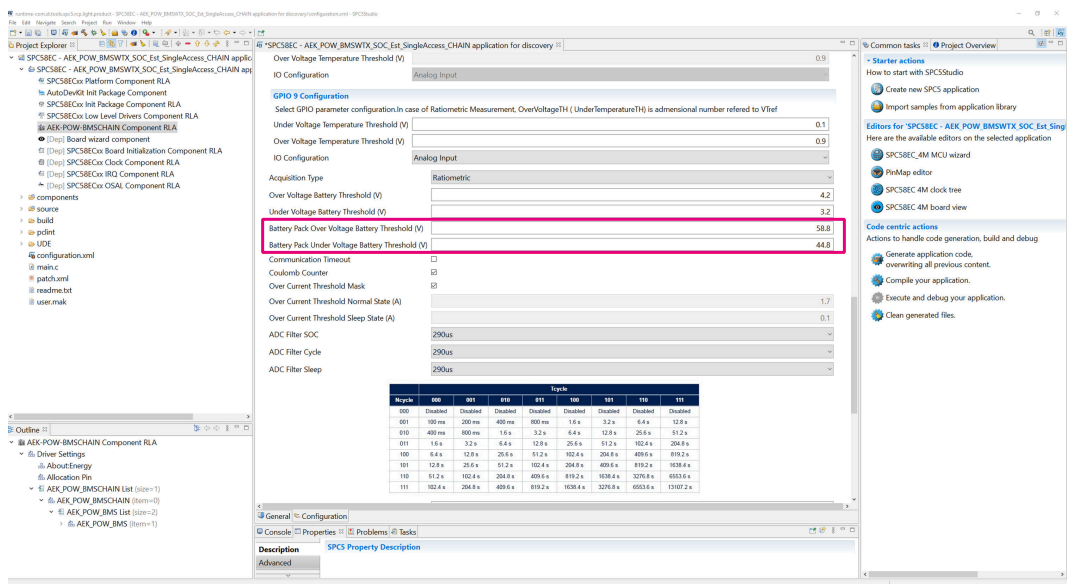 runtime-com.st.tools.spc5.rcp.light.product - SPC58EC - AEK_POW_BMSWTX_SOC_Est_SingleAccess_CHAIN application for discovery/configuration.xml - SPC5Studio
File Edit Navigate Search Project Run Window Help
Project Explorer
SPC58EC - AEK_POW_BMSWTX_SOC_Est_SingleAccess_CHAIN applic
SPC58EC - AEK_POW_BMSWTX_SOC_Est_SingleAccess_CHAIN app
SPC58ECxx Platform Component RLA
AutoDevKit Init Package Component
SPC58ECxx Init Package Component RLA
SPC58ECxx Low Level Drivers Component RLA
AEK-POW-BMSCHAIN Component RLA
[Dep] Board wizard component
[Dep] SPC58ECxx Board Initialization Component RLA
[Dep] SPC58ECxx Clock Component RLA
[Dep] SPC58ECxx IRQ Component RLA
[Dep] SPC58ECxx OSAL Component RLA
components
source
build
pclint
UDE
configuration.xml
main.c
patch.xml
readme.txt
user.mak
Outline
AEK-POW-BMSCHAIN Component RLA
Driver Settings
About:Energy
Allocation Pin
AEK_POW_BMSCHAIN List (size=1)
AEK_POW_BMSCHAIN (item=0)
AEK_POW_BMS List (size=2)
AEK_POW_BMS (item=1)
*SPC58EC - AEK_POW_BMSWTX_SOC_Est_SingleAccess_CHAIN application for discovery
Over Voltage Temperature Threshold (V) 0.9
IO Configuration Analog Input
GPIO 9 Configuration
Select GPIO parameter configuration.In case of Ratiometric Measurement, OverVoltageTH ( UnderTemperatureTH) is admensional number refered to VTref
Under Voltage Temperature Threshold (V) 0.1
Over Voltage Temperature Threshold (V) 0.9
IO Configuration Analog Input
Acquisition Type Ratiometric
Over Voltage Battery Threshold (V) 4.2
Under Voltage Battery Threshold (V) 3.2
Battery Pack Over Voltage Battery Threshold (V) 58.8
Battery Pack Under Voltage Battery Threshold (V) 44.8
Communication Timeout
Coulomb Counter
Over Current Threshold Mask
Over Current Threshold Normal State (A) 1.7
Over Current Threshold Sleep State (A) 0.1
ADC Filter SOC 290us
ADC Filter Cycle 290us
ADC Filter Sleep 290us
Tcycle
Ncycle 000 001 010 011 100 101 110 111
000 Disabled Disabled Disabled Disabled Disabled Disabled Disabled Disabled
001 100 ms 200 ms 400 ms 800 ms 1.6 s 3.2 s 6.4 s 12.8 s
010 400 ms 800 ms 1.6 s 3.2 s 6.4 s 12.8 s 25.6 s 51.2 s
011 1.6 s 3.2 s 6.4 s 12.8 s 25.6 s 51.2 s 102.4 s 204.8 s
100 6.4 s 12.8 s 25.6 s 51.2 s 102.4 s 204.8 s 409.6 s 819.2 s
101 12.8 s 25.6 s 51.2 s 102.4 s 204.8 s 409.6 s 819.2 s 1638.4 s
110 51.2 s 102.4 s 204.8 s 409.6 s 819.2 s 1638.4 s 3276.8 s 6553.6 s
111 102.4 s 204.8 s 409.6 s 819.2 s 1638.4 s 3276.8 s 6553.6 s 13107.2 s
General Configuration
Console Properties Problems Tasks
Description SPC5 Property Description
Advanced
Common tasks Project Overview
Starter actions
How to start with SPC5Studio
Create new SPC5 application
Import samples from application library
Editors for 'SPC58EC - AEK_POW_BMSWTX_SOC_Est_Singl
Here are the available editors on the selected application
SPC58EC_4M MCU wizard
PinMap editor
SPC58EC 4M clock tree
SPC58EC 4M board view
Code centric actions
Actions to handle code generation, build and debug
Generate application code,
overwriting all previous content.
Compile your application.
Execute and debug your application.
Clean generated files.